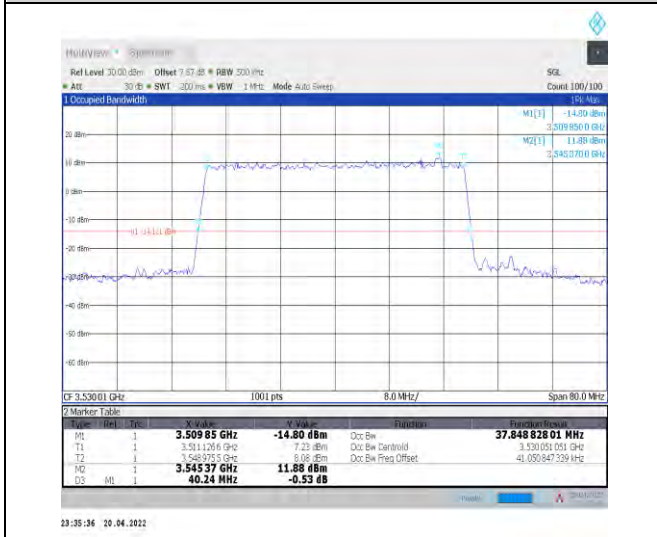 MultiView Spectrum
Ref Level 30.00 dBm Offset 7.67 dB RBW 500 kHz SGL
Att 30 dB SWT 200 ms VBW 1 MHz Mode Auto Sweep Count 100/100
1 Occupied Bandwidth 1Pk Max
M1[1] -14.80 dBm
3.509850 0 GHz
M2[1] 11.88 dBm
3.545370 0 GHz
20 dBm
10 dBm
0 dBm
-10 dBm
-20 dBm
-30 dBm
-40 dBm
-50 dBm
-60 dBm
CF 3.53001 GHz 1001 pts 8.0 MHz/ Span 80.0 MHz
2 Marker Table
Type Ref Trc X-Value Y-Value Function Function Result
M1 1 3.509 85 GHz -14.80 dBm Occ Bw 37.848 828 01 MHz
T1 1 3.511126 6 GHz 7.23 dBm Occ Bw Centroid 3.530 051 051 GHz
T2 1 3.548 975 5 GHz 8.08 dBm Occ Bw Freq Offset 41.050 847 339 kHz
M2 1 3.545 37 GHz 11.88 dBm
D3 M1 1 40.24 MHz -0.53 dB
23:35:36 20.04.2022